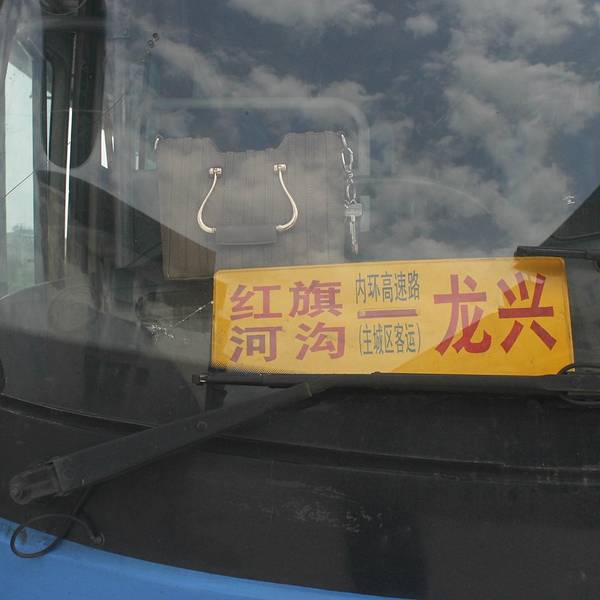 红旗河沟
内环高速路
—
(主城区客运)
龙兴